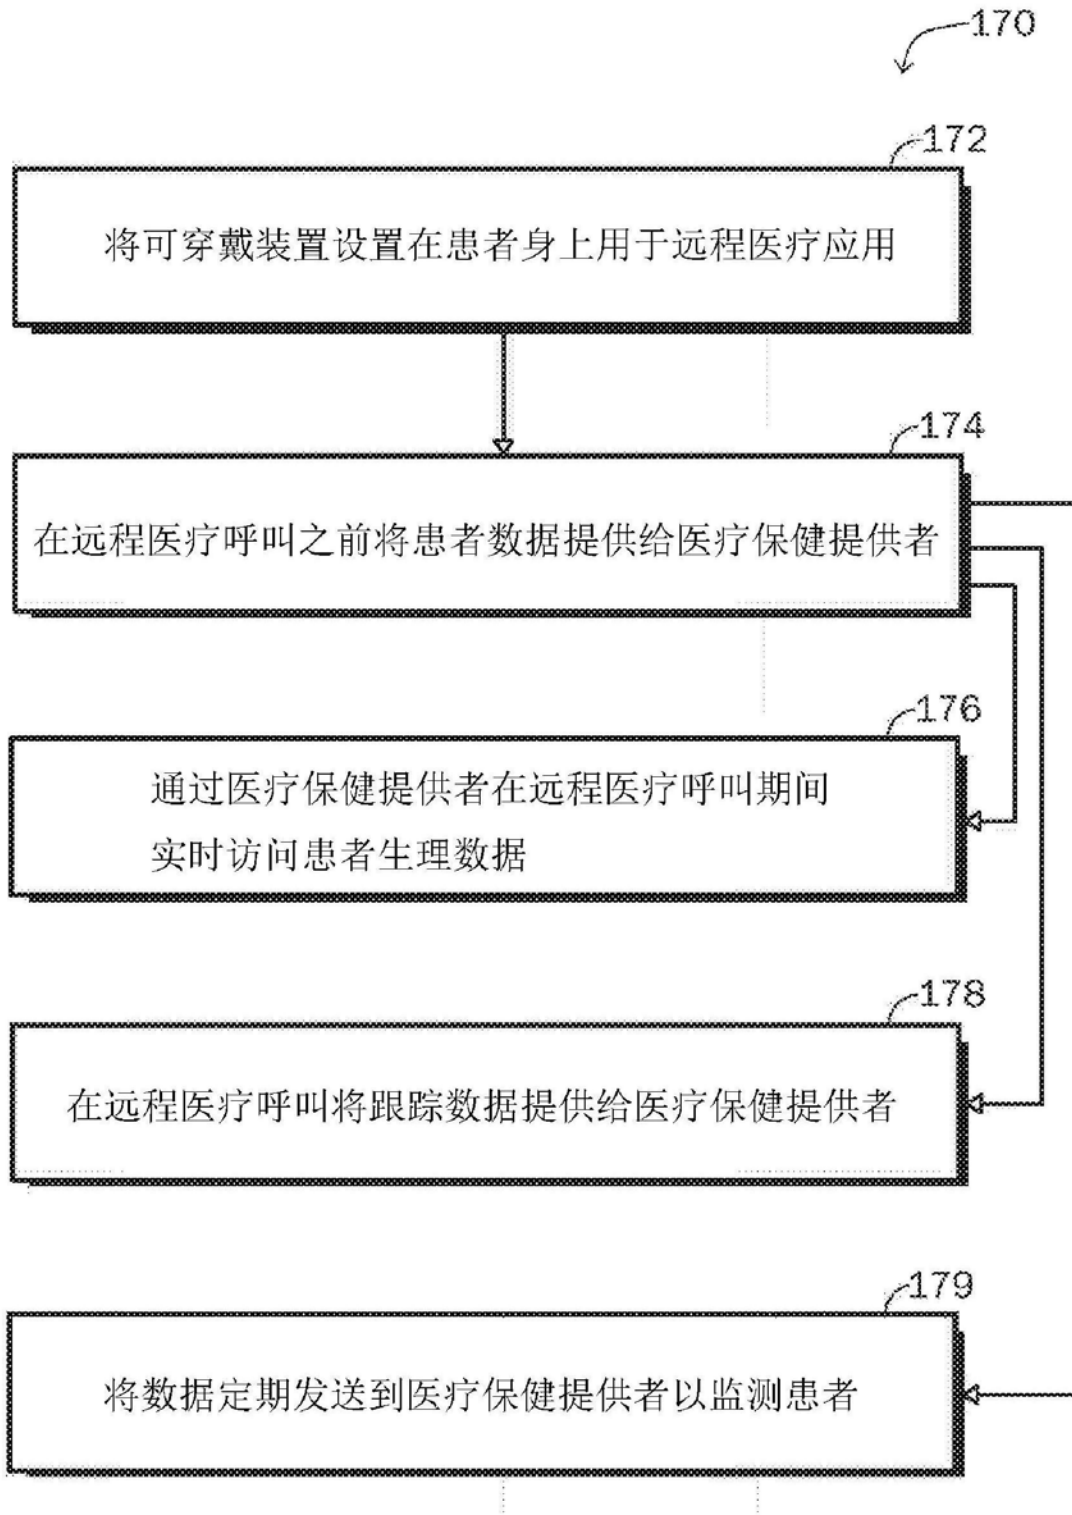 170
172
将可穿戴装置设置在患者身上用于远程医疗应用
174
在远程医疗呼叫之前将患者数据提供给医疗保健提供者
176
通过医疗保健提供者在远程医疗呼叫期间
实时访问患者生理数据
178
在远程医疗呼叫将跟踪数据提供给医疗保健提供者
179
将数据定期发送到医疗保健提供者以监测患者